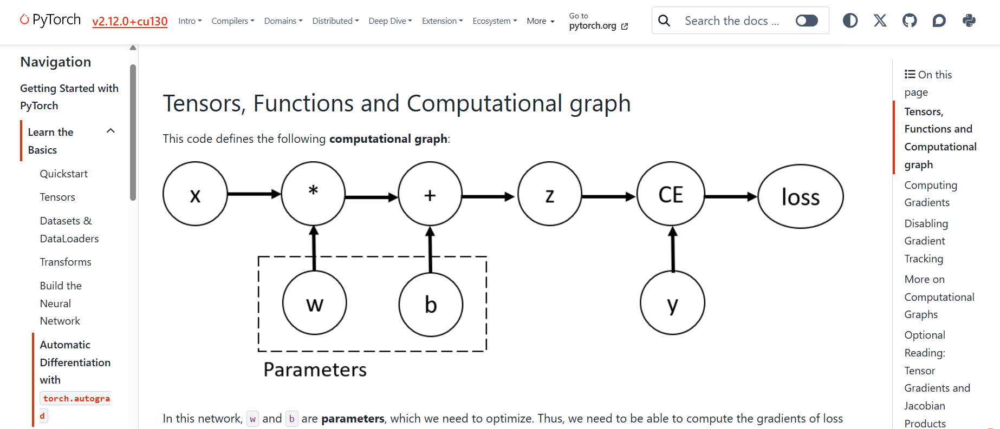 PyTorch v2.12.0+cu130 Intro Compilers Domains Distributed Deep Dive Extension Ecosystem More Go to pytorch.org Search the docs ...
Navigation
Getting Started with
PyTorch
Learn the
Basics
Quickstart
Tensors
Datasets &
DataLoaders
Transforms
Build the
Neural
Network
Automatic
Differentiation
with
torch.autogra
d
Tensors, Functions and Computational graph
This code defines the following computational graph:
x * + z CE loss
w b y
Parameters
In this network, w and b are parameters, which we need to optimize. Thus, we need to be able to compute the gradients of loss
On this
page
Tensors,
Functions and
Computational
graph
Computing
Gradients
Disabling
Gradient
Tracking
More on
Computational
Graphs
Optional
Reading:
Tensor
Gradients and
Jacobian
Products